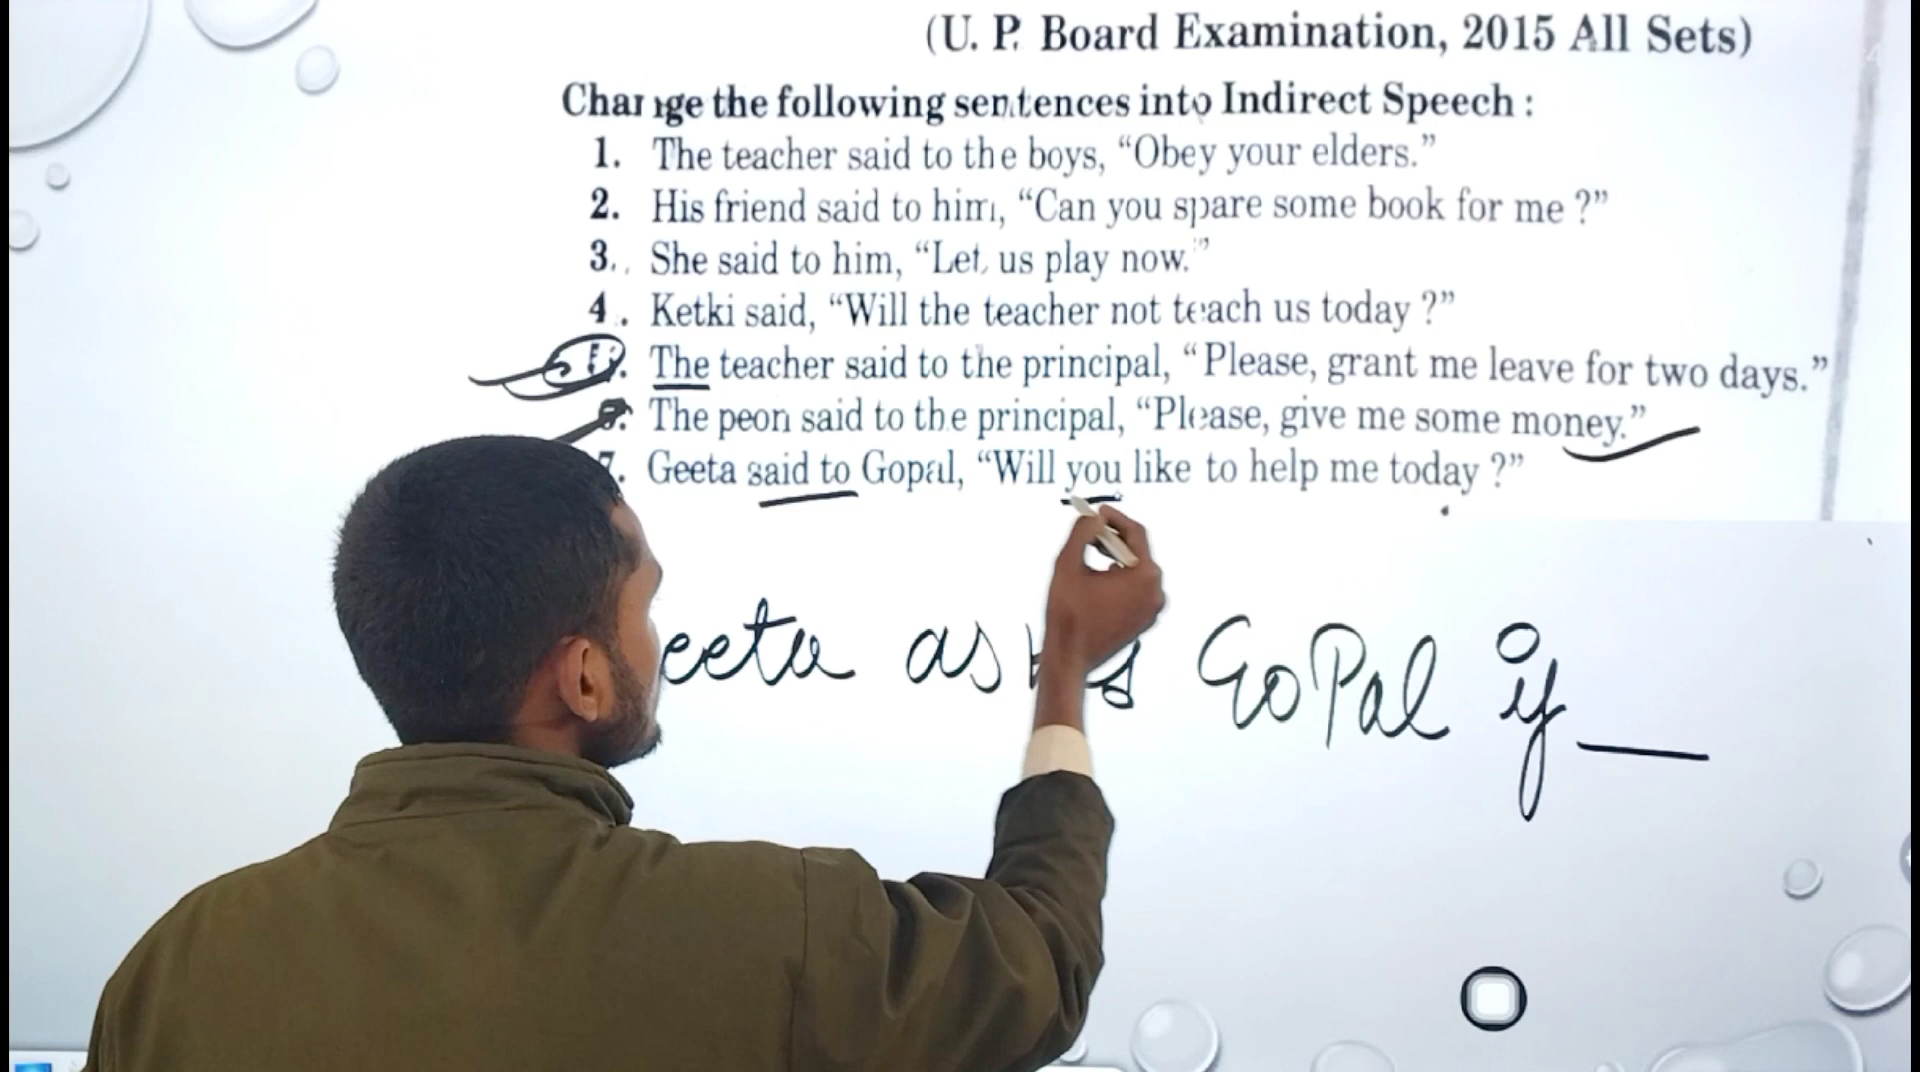 (U. P. Board Examination, 2015 All Sets)
Change the following sentences into Indirect Speech :
1. The teacher said to the boys, “Obey your elders.”
2. His friend said to him, “Can you spare some book for me ?”
3. She said to him, “Let us play now.”
4. Ketki said, “Will the teacher not teach us today ?”
The teacher said to the principal, “Please, grant me leave for two days.”
The peon said to the principal, “Please, give me some money.”
7. Geeta said to Gopal, “Will you like to help me today ?”
eeta GoPal if